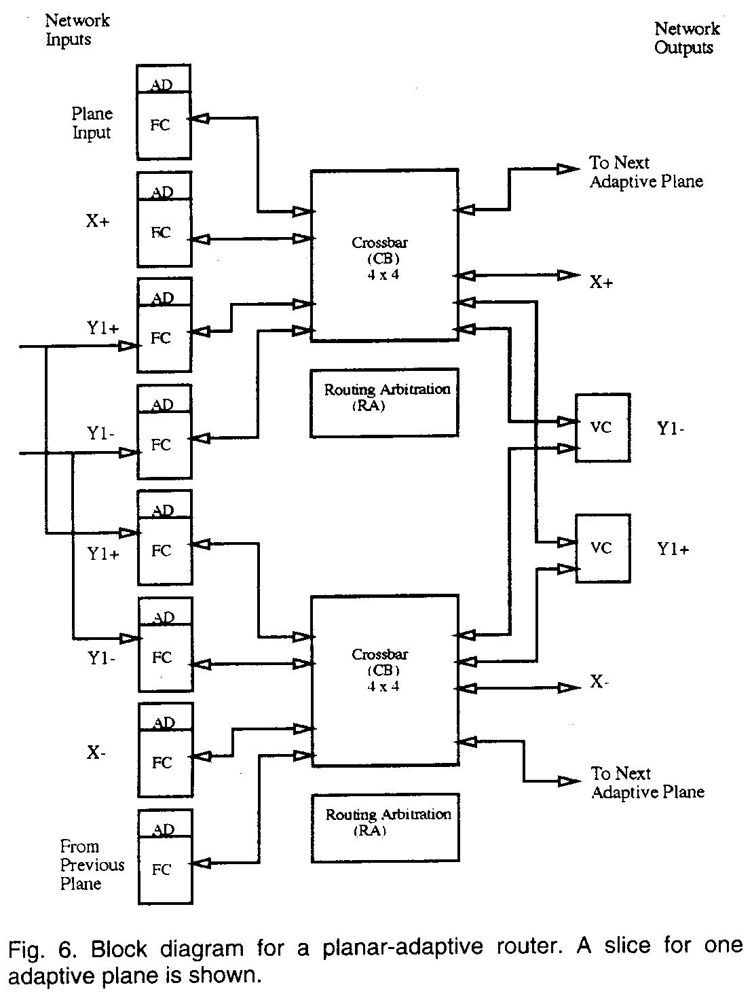 Network
Inputs
Network
Outputs
AD
FC
Plane
Input
AD
FC
X+
AD
FC
Y1+
AD
FC
Y1-
AD
FC
Y1+
AD
FC
Y1-
AD
FC
X-
AD
FC
From
Previous
Plane
Crossbar
(CB)
4 x 4
Routing Arbitration
(RA)
Crossbar
(CB)
4 x 4
Routing Arbitration
(RA)
To Next
Adaptive Plane
X+
VC
Y1-
VC
Y1+
X-
To Next
Adaptive Plane
Fig. 6. Block diagram for a planar-adaptive router. A slice for one
adaptive plane is shown.